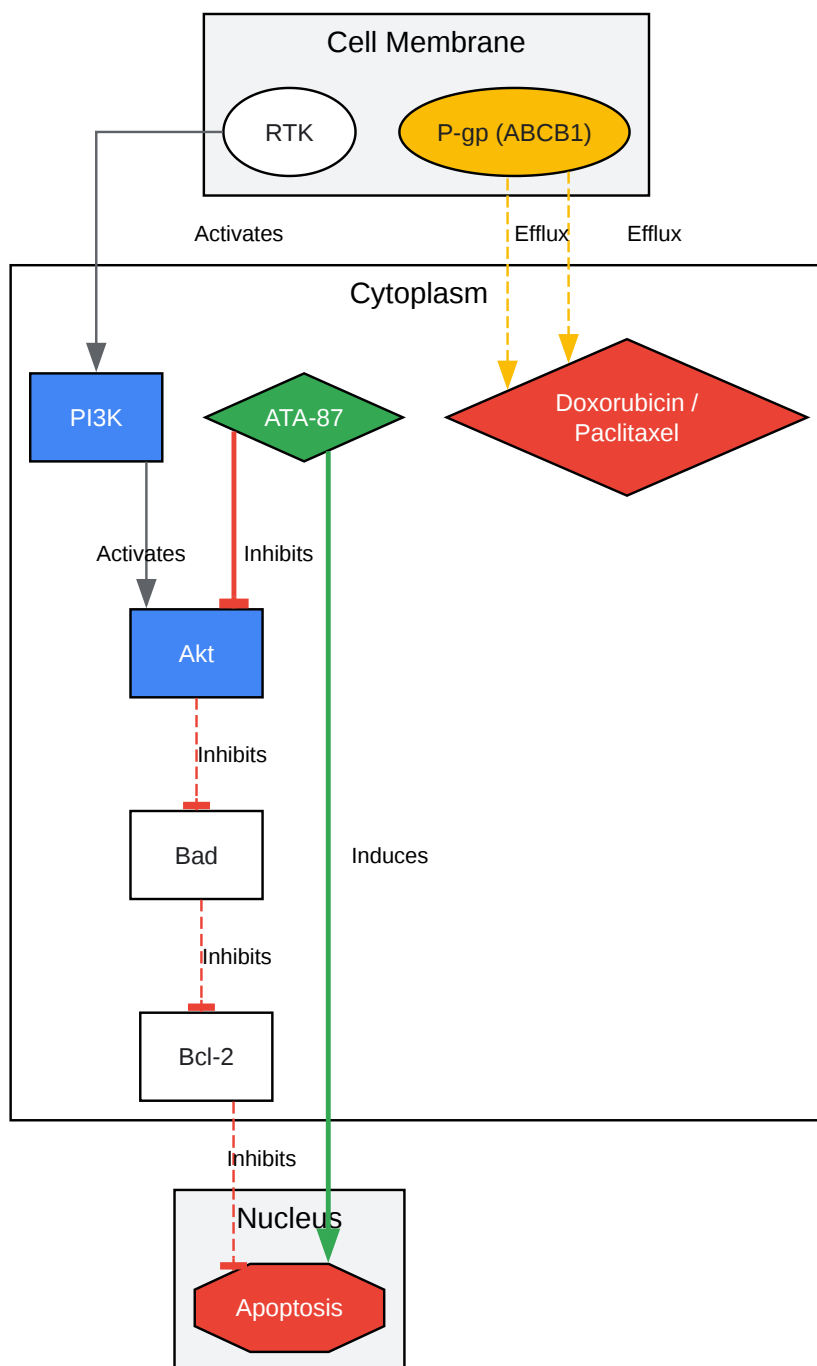 Cell Membrane
RTK
P-gp (ABCB1)
Activates
Efflux
Efflux
Cytoplasm
PI3K
ATA-87
Doxorubicin /
Paclitaxel
Activates
Inhibits
Akt
Inhibits
Bad
Induces
Inhibits
Bcl-2
Inhibits
Nucleus
Apoptosis